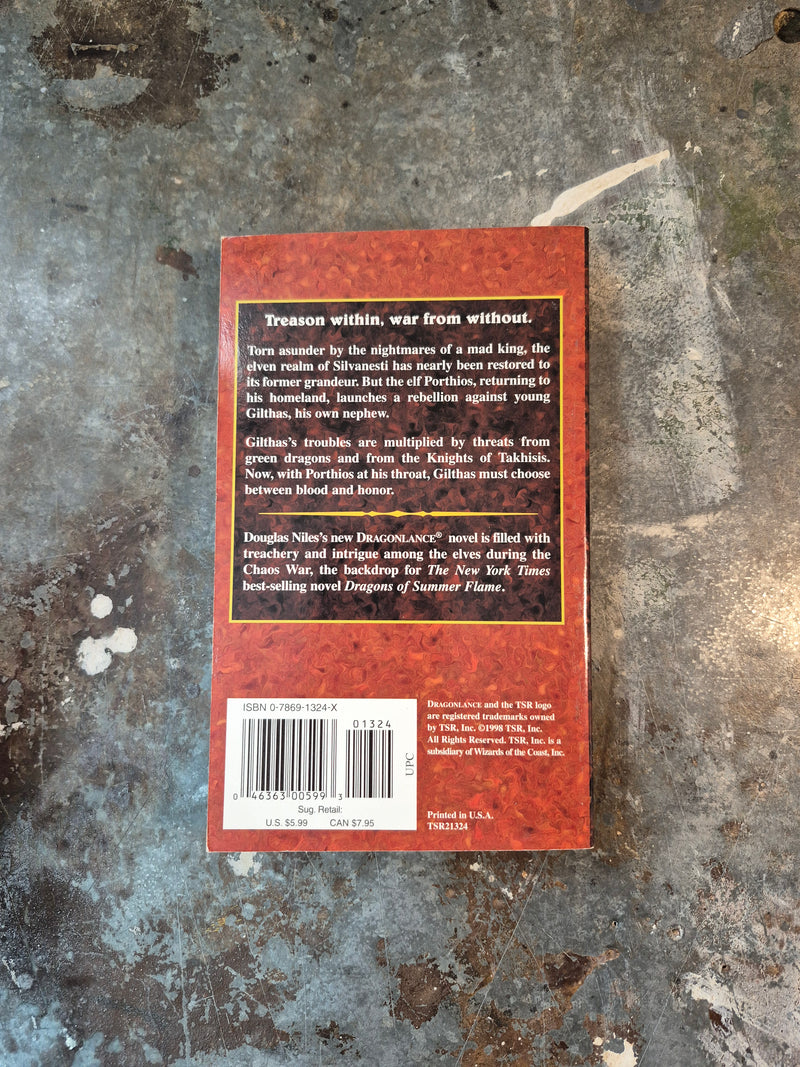 Treason within, war from without.
Torn asunder by the nightmares of a mad king, the
elven realm of Silvanesti has nearly been restored to
its former grandeur. But the elf Porthios, returning to
his homeland, launches a rebellion against young
Gilthas, his own nephew.
Gilthas's troubles are multiplied by threats from
green dragons and from the Knights of Takhisis.
Now, with Porthios at his throat, Gilthas must choose
between blood and honor.
Douglas Niles's new DRAGONLANCE® novel is filled with
treachery and intrigue among the elves during the
Chaos War, the backdrop for The New York Times
best-selling novel Dragons of Summer Flame.
ISBN 0-7869-1324-X
01324
0 46363 00599 3
UPC
Sug. Retail:
U.S. $5.99 CAN $7.95
DRAGONLANCE and the TSR logo
are registered trademarks owned
by TSR, Inc. ©1998 TSR, Inc.
All Rights Reserved. TSR, Inc. is a
subsidiary of Wizards of the Coast, Inc.
Printed in U.S.A.
TSR21324